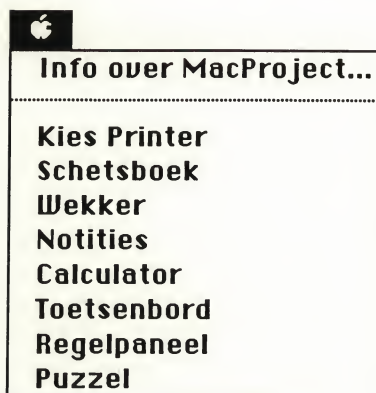 Info over MacProject...
Kies Printer
Schetsboek
Wekker
Notities
Calculator
Toetsenbord
Regelpaneel
Puzzel